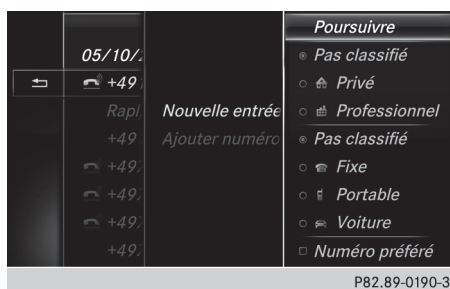 05/10/2
+49
Rapl
+49
+49
+49
+49
+49
Nouvelle entrée
Ajouter numéro
Poursuivre
Pas classifié
Privé
Professionnel
Pas classifié
Fixe
Portable
Voiture
Numéro préféré
P82.89-0190-3